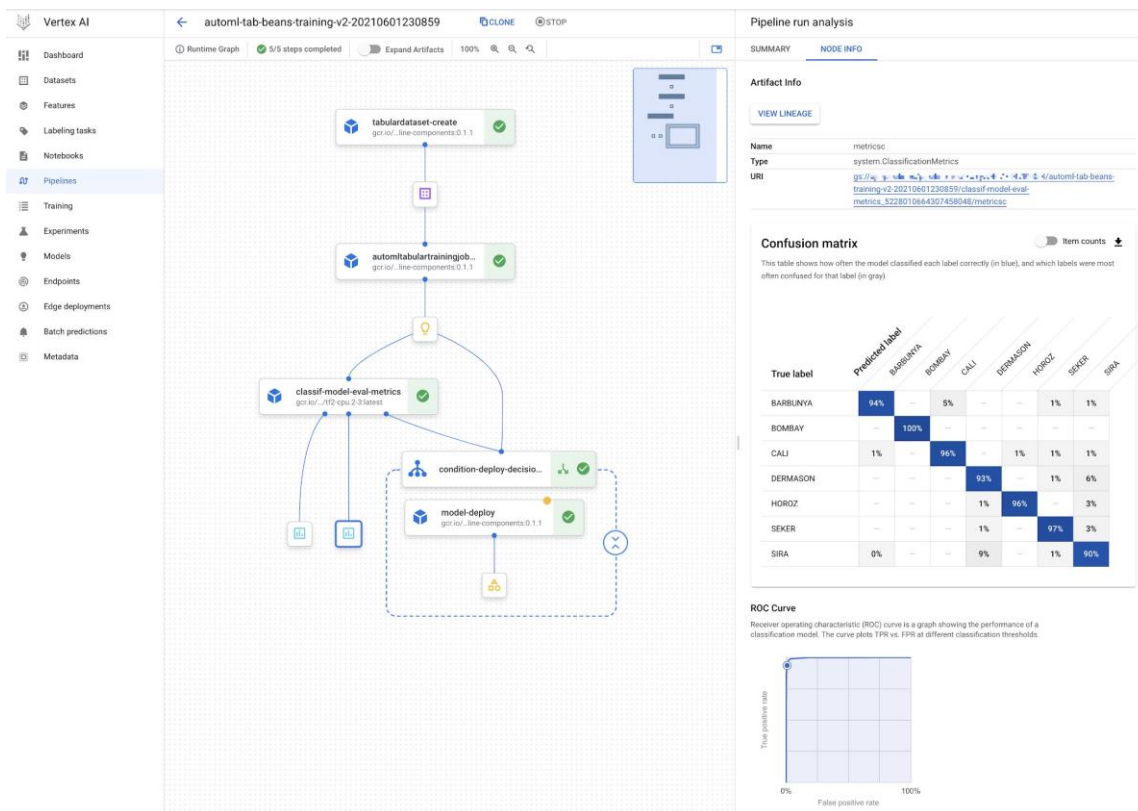 Vertex AI
Dashboard
Datasets
Features
Labeling tasks
Notebooks
Pipelines
Training
Experiments
Models
Endpoints
Edge deployments
Batch predictions
Metadata
automl-tab-beans-training-v2-20210601230859
CLONE
STOP
Runtime Graph
5/5 steps completed
Expand Artifacts
100%
tabulardataset-create
gcr.io/...line-components:0.1.1
automltabulartrainingjob...
gcr.io/...line-components:0.1.1
classif-model-eval-metrics
gcr.io/.../tf2-cpu.2-3:latest
condition-deploy-decisio...
model-deploy
gcr.io/...line-components:0.1.1
Pipeline run analysis
SUMMARY NODE INFO
Artifact Info
VIEW LINEAGE
Name metricsc
Type system.ClassificationMetrics
URI gs:// /automl-tab-beans-
training-v2-20210601230859/classif-model-eval-
metrics_5228010664307458048/metricsc
Confusion matrix
Item counts
This table shows how often the model classified each label correctly (in blue), and which labels were most
often confused for that label (in gray).
True label Predicted label BARBUNYA BOMBAY CALI DERMASON HOROZ SEKER SIRA
BARBUNYA 94% — 5% — — 1% 1%
BOMBAY — 100% — — — — —
CALI 1% — 96% — 1% 1% 1%
DERMASON — — — 93% — 1% 6%
HOROZ — — — 1% 96% — 3%
SEKER — — — 1% — 97% 3%
SIRA 0% — — 9% — 1% 90%
ROC Curve
Receiver operating characteristic (ROC) curve is a graph showing the performance of a
classification model. The curve plots TPR vs. FPR at different classification thresholds.
True positive rate
0% 100%
False positive rate